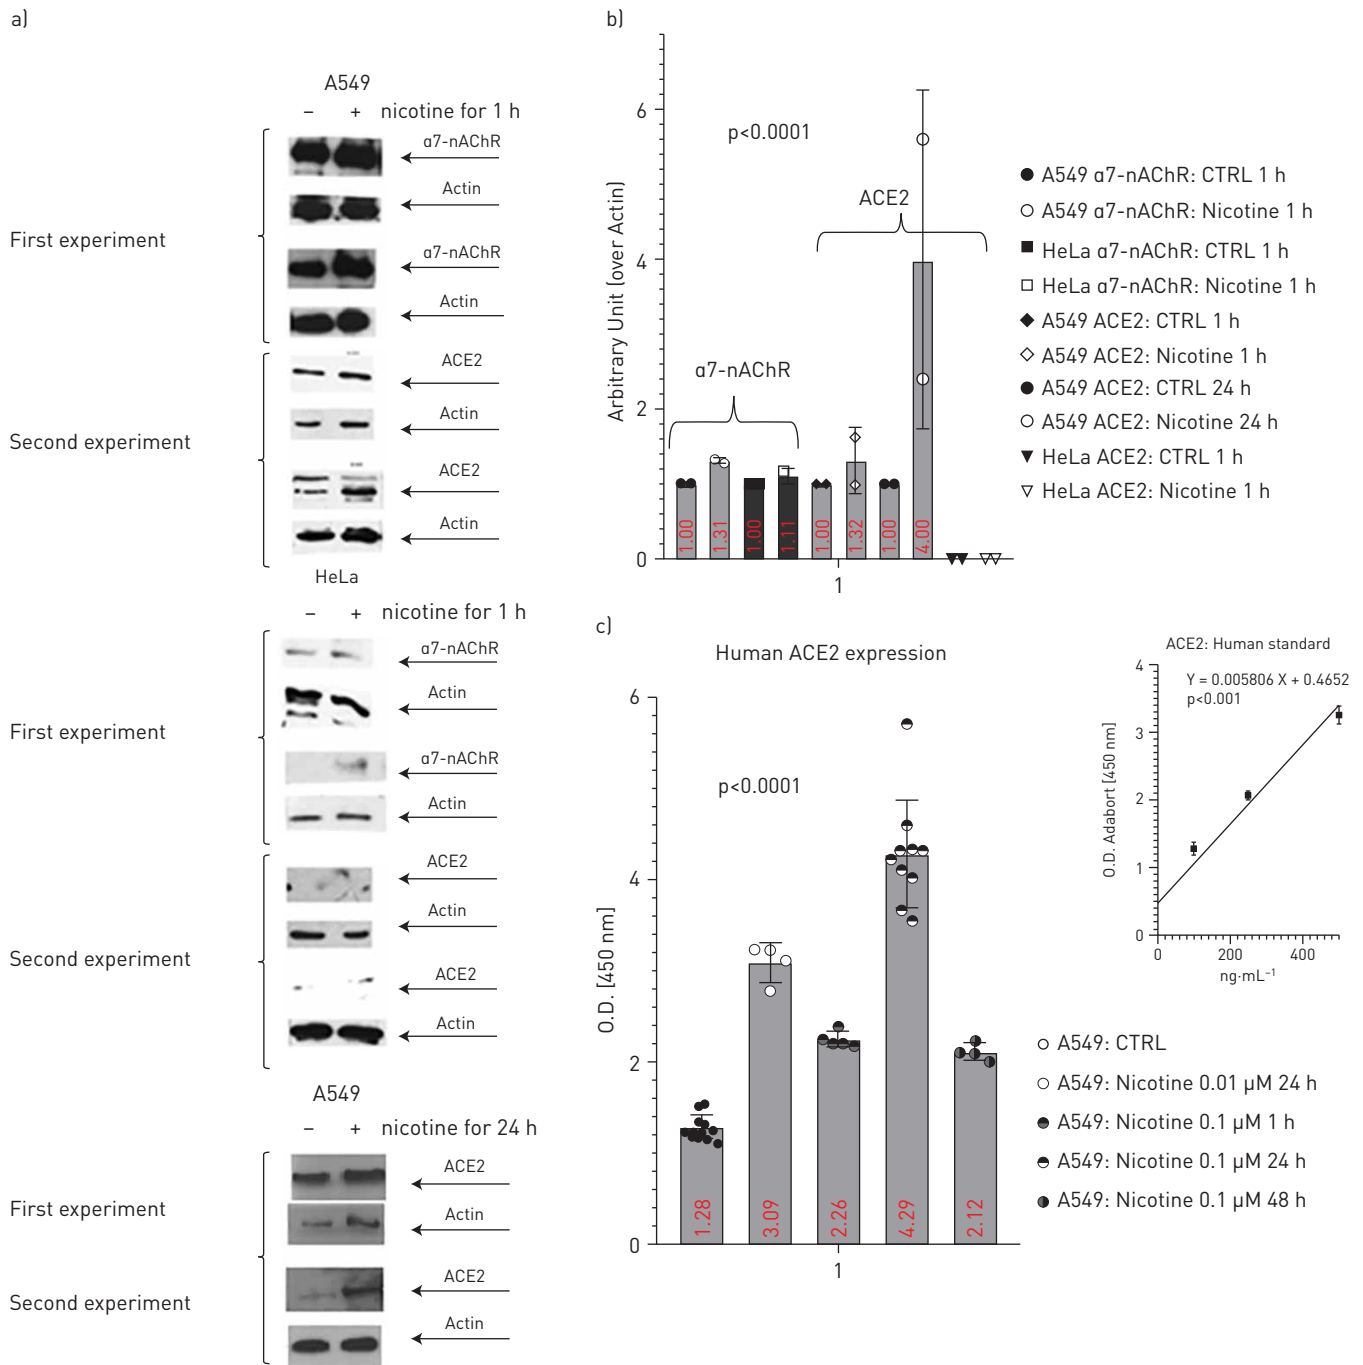 a)
A549
– + nicotine for 1 h
α7-nAChR
Actin
First experiment
α7-nAChR
Actin
ACE2
Actin
Second experiment
ACE2
Actin
HeLa
– + nicotine for 1 h
α7-nAChR
Actin
First experiment
α7-nAChR
Actin
ACE2
Actin
Second experiment
ACE2
Actin
A549
– + nicotine for 24 h
ACE2
First experiment
Actin
ACE2
Second experiment
Actin
b)
Arbitrary Unit (over Actin)
6
4
2
0
p<0.0001
ACE2
α7-nAChR
1.00
1.31
1.00
1.11
1.00
1.32
1.00
4.00
1
A549 α7-nAChR: CTRL 1 h
A549 α7-nAChR: Nicotine 1 h
HeLa α7-nAChR: CTRL 1 h
HeLa α7-nAChR: Nicotine 1 h
A549 ACE2: CTRL 1 h
A549 ACE2: Nicotine 1 h
A549 ACE2: CTRL 24 h
A549 ACE2: Nicotine 24 h
HeLa ACE2: CTRL 1 h
HeLa ACE2: Nicotine 1 h
c)
Human ACE2 expression
O.D. [450 nm]
6
4
2
0
p<0.0001
1.28
3.09
2.26
4.29
2.12
1
ACE2: Human standard
Y = 0.005806 X + 0.4652
p<0.001
O.D. Adabort [450 nm]
4
3
2
1
0
0 200 400
ng·mL⁻¹
A549: CTRL
A549: Nicotine 0.01 µM 24 h
A549: Nicotine 0.1 µM 1 h
A549: Nicotine 0.1 µM 24 h
A549: Nicotine 0.1 µM 48 h